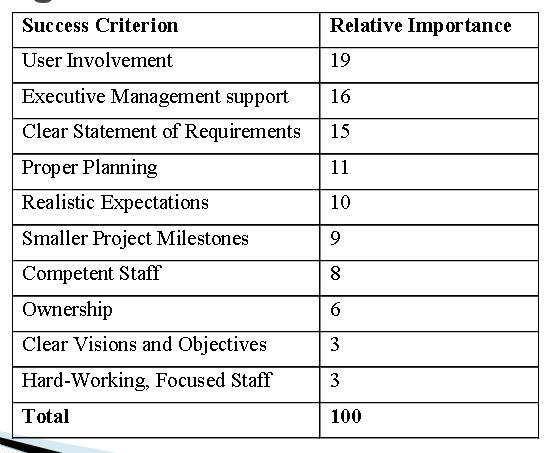 Success Criterion Relative Importance
User Involvement 19
Executive Management support 16
Clear Statement of Requirements 15
Proper Planning 11
Realistic Expectations 10
Smaller Project Milestones 9
Competent Staff 8
Ownership 6
Clear Visions and Objectives 3
Hard-Working, Focused Staff 3
Total 100